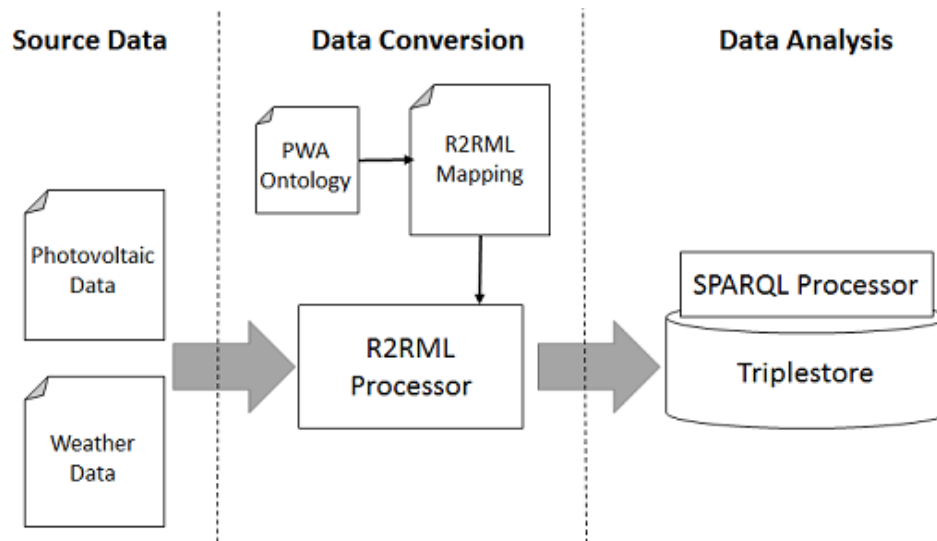 Source Data
Data Conversion
Data Analysis
PWA
Ontology
R2RML
Mapping
Photovoltaic
Data
Weather
Data
R2RML
Processor
SPARQL Processor
Triplestore